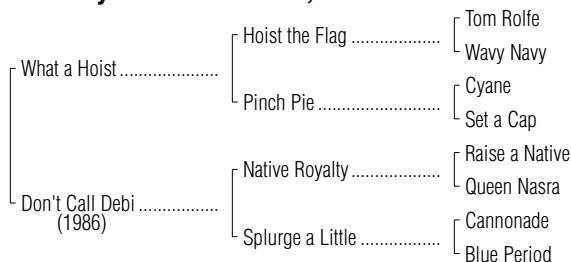 Tom Rolfe
Hoist the Flag ....................
Wavy Navy
What a Hoist ......................
Cyane
Pinch Pie ...........................
Set a Cap
Raise a Native
Native Royalty ...................
Queen Nasra
Don't Call Debi ..................
(1986)
Cannonade
Splurge a Little ..................
Blue Period